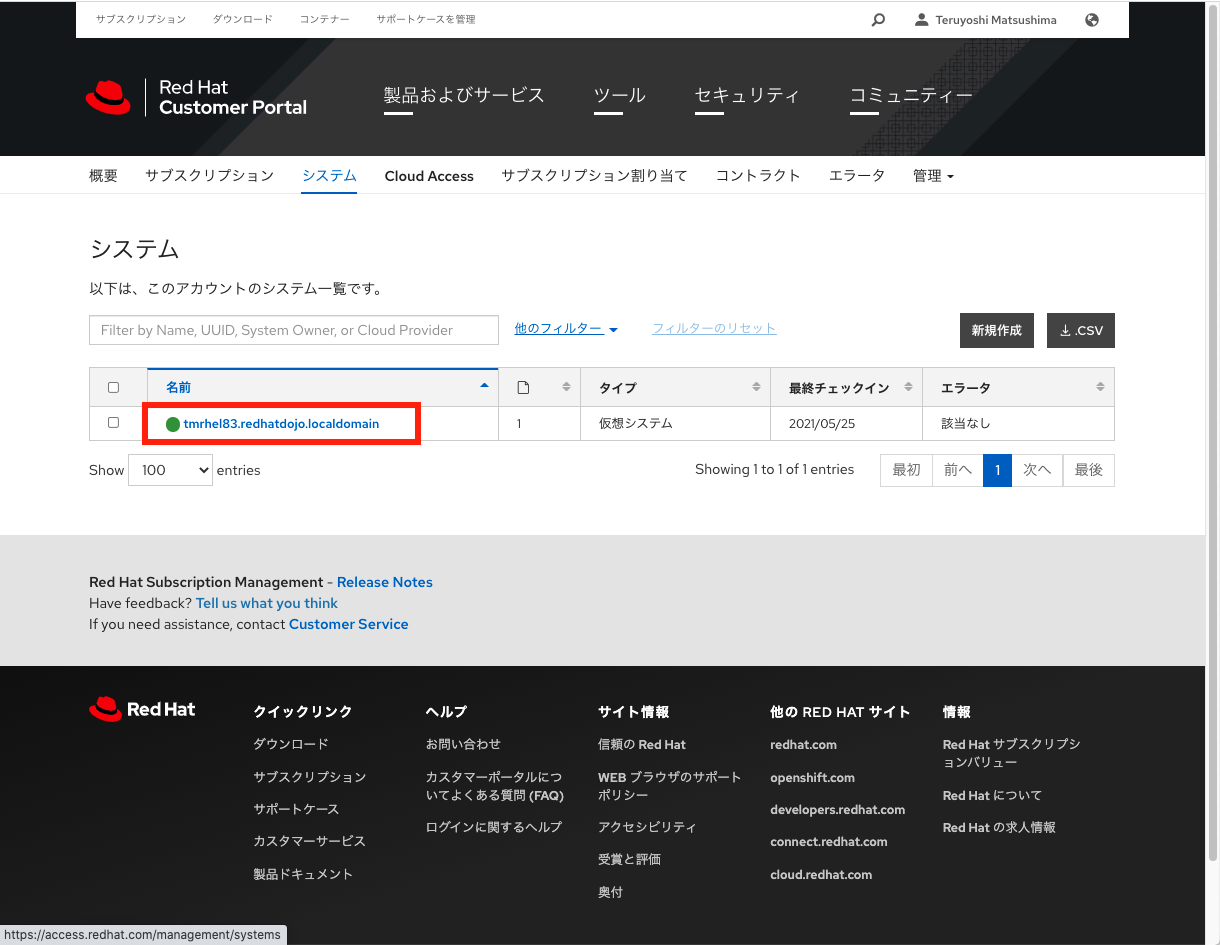 サブスクリプション ダウンロード コンテナー サポートケースを管理 Teruyoshi Matsushima
Red Hat
Customer Portal
製品およびサービス ツール セキュリティ コミュニティー
概要 サブスクリプション システム Cloud Access サブスクリプション割り当て コントラクト エラータ 管理
システム
以下は、このアカウントのシステム一覧です。
Filter by Name, UUID, System Owner, or Cloud Provider 他のフィルター フィルターのリセット 新規作成 .CSV
名前 タイプ 最終チェックイン エラータ
tmrhel83.redhatdojo.localdomain 1 仮想システム 2021/05/25 該当なし
Show 100 entries Showing 1 to 1 of 1 entries 最初 前へ 1 次へ 最後
Red Hat Subscription Management - Release Notes
Have feedback? Tell us what you think
If you need assistance, contact Customer Service
Red Hat
クイックリンク
ダウンロード
サブスクリプション
サポートケース
カスタマーサービス
製品ドキュメント
ヘルプ
お問い合わせ
カスタマーポータルにつ
いてよくある質問 (FAQ)
ログインに関するヘルプ
サイト情報
信頼の Red Hat
WEB ブラウザのサポート
ポリシー
アクセシビリティ
受賞と評価
奥付
他の RED HAT サイト
redhat.com
openshift.com
developers.redhat.com
connect.redhat.com
cloud.redhat.com
情報
Red Hat サブスクリプシ
ョンバリュー
Red Hat について
Red Hat の求人情報
https://access.redhat.com/management/systems